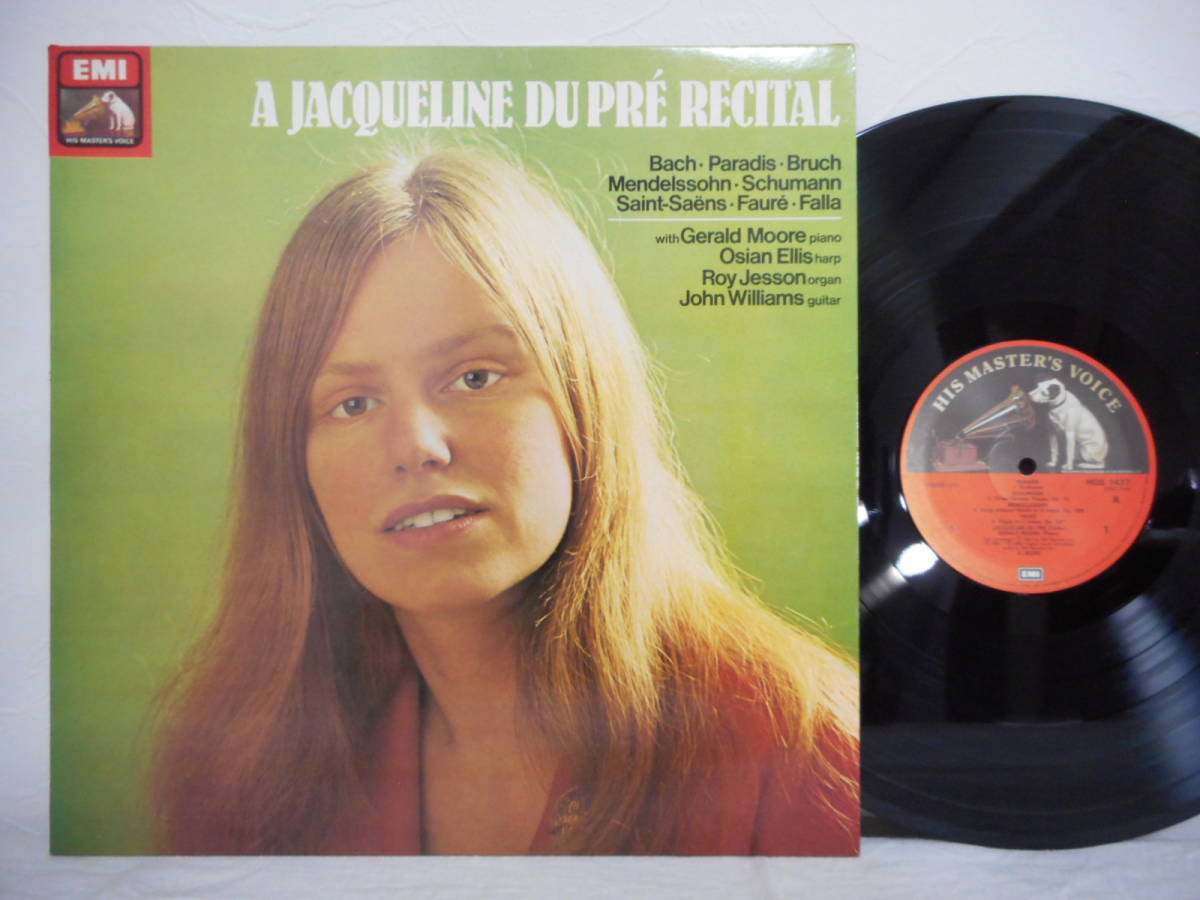 EMI
HIS MASTER'S VOICE
A JACQUELINE DU PRÉ RECITAL
Bach · Paradis · Bruch
Mendelssohn · Schumann
Saint-Saëns · Fauré · Falla
with Gerald Moore piano
Osian Ellis harp
Roy Jesson organ
John Williams guitar
HIS MASTER'S VOICE
A
1
EMI